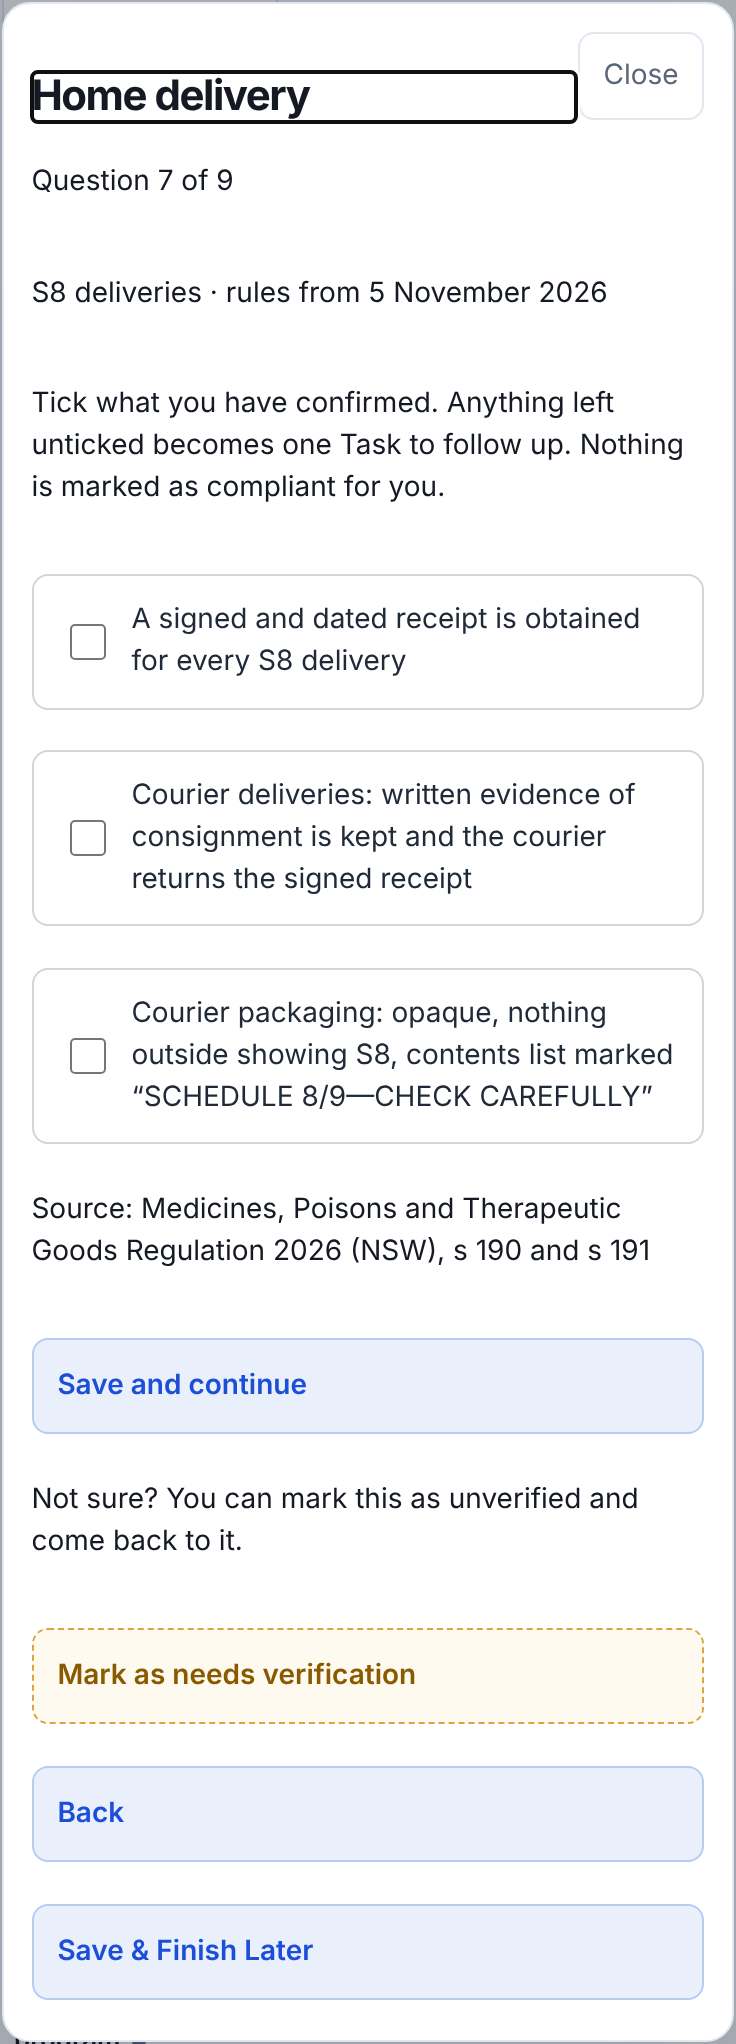 Home delivery
Close
Question 7 of 9
S8 deliveries · rules from 5 November 2026
Tick what you have confirmed. Anything left
unticked becomes one Task to follow up. Nothing
is marked as compliant for you.
A signed and dated receipt is obtained
for every S8 delivery
Courier deliveries: written evidence of
consignment is kept and the courier
returns the signed receipt
Courier packaging: opaque, nothing
outside showing S8, contents list marked
“SCHEDULE 8/9—CHECK CAREFULLY”
Source: Medicines, Poisons and Therapeutic
Goods Regulation 2026 (NSW), s 190 and s 191
Save and continue
Not sure? You can mark this as unverified and
come back to it.
Mark as needs verification
Back
Save & Finish Later